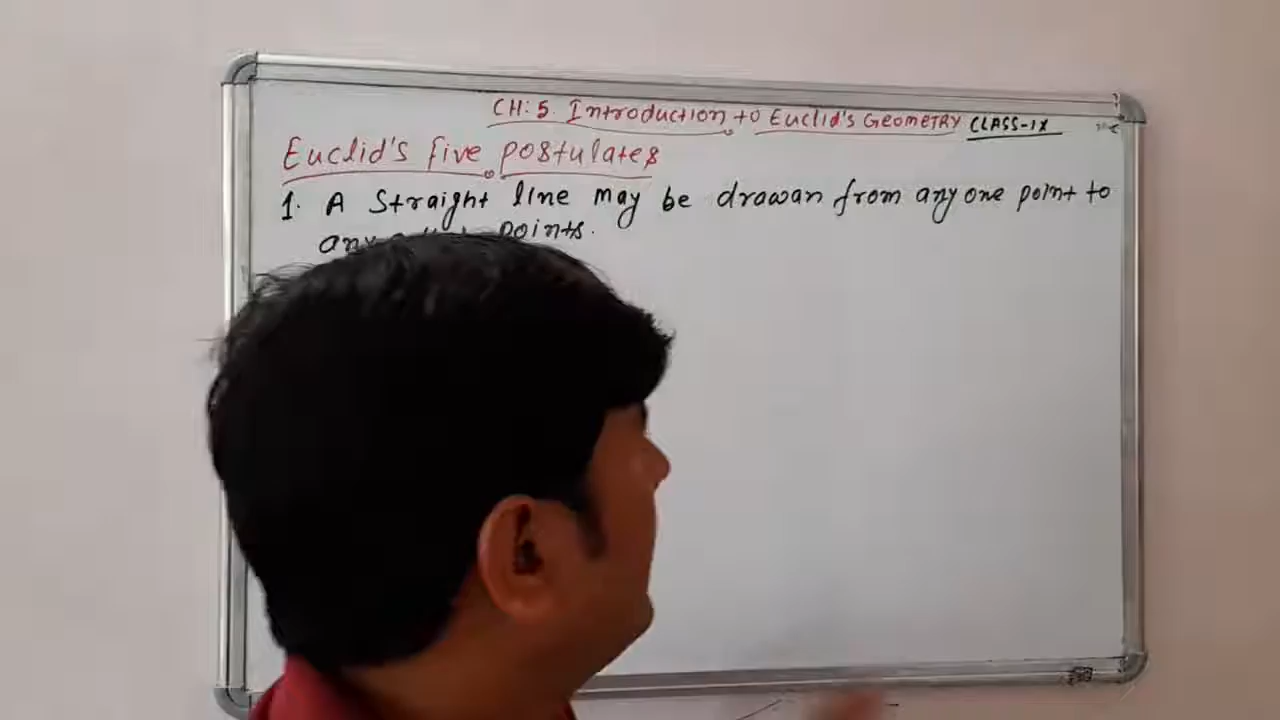 CH: 5. Introduction to Euclid's Geometry CLASS-IX
Euclid's five postulates
1. A Straight line may be drawan from any one point to
points.